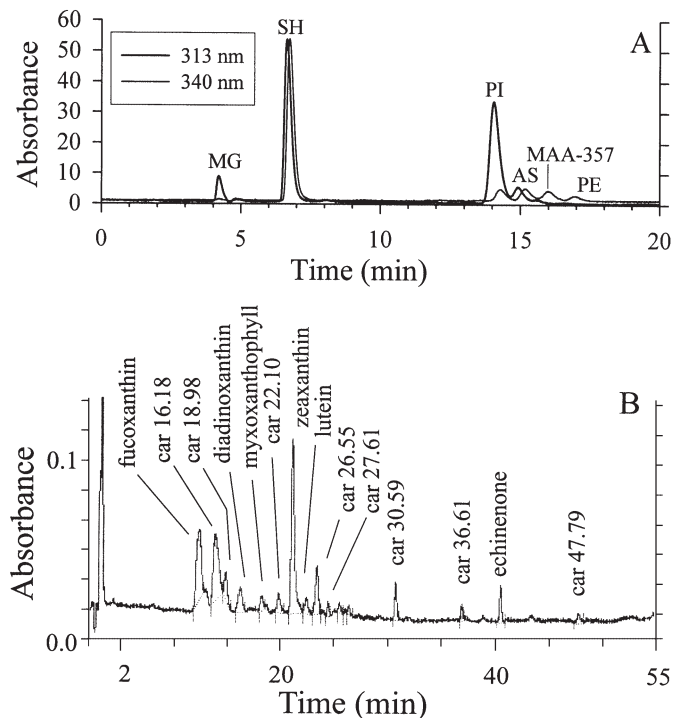 A
313 nm
340 nm
SH
MG
PI
AS
MAA-357
PE
Absorbance
60
50
40
30
20
10
0
0 5 10 15 20
Time (min)
B
fucoxanthin
car 16.18
car 18.98
diadinoxanthin
myxoxanthophyll
car 22.10
zeaxanthin
lutein
car 26.55
car 27.61
car 30.59
car 36.61
echinenone
car 47.79
Absorbance
0.1
0.0
2 20 40 55
Time (min)